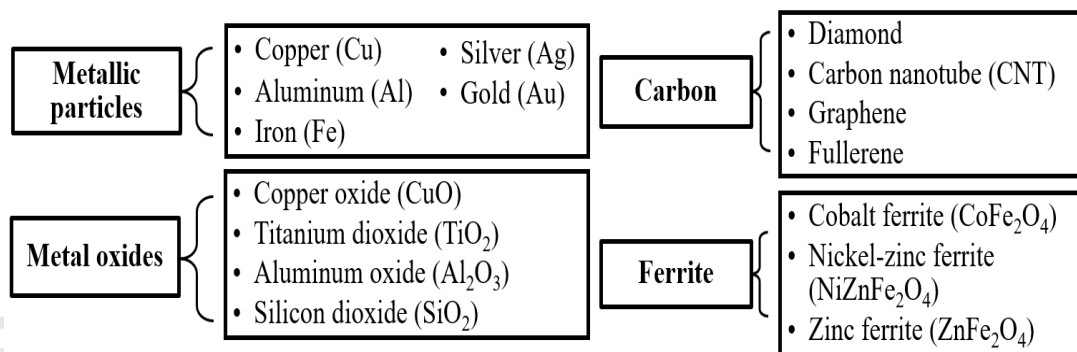 Metallic
particles
• Copper (Cu)
• Aluminum (Al)
• Iron (Fe)
• Silver (Ag)
• Gold (Au)
Carbon
• Diamond
• Carbon nanotube (CNT)
• Graphene
• Fullerene
Metal oxides
• Copper oxide (CuO)
• Titanium dioxide (TiO₂)
• Aluminum oxide (Al₂O₃)
• Silicon dioxide (SiO₂)
Ferrite
• Cobalt ferrite (CoFe₂O₄)
• Nickel-zinc ferrite
(NiZnFe₂O₄)
• Zinc ferrite (ZnFe₂O₄)